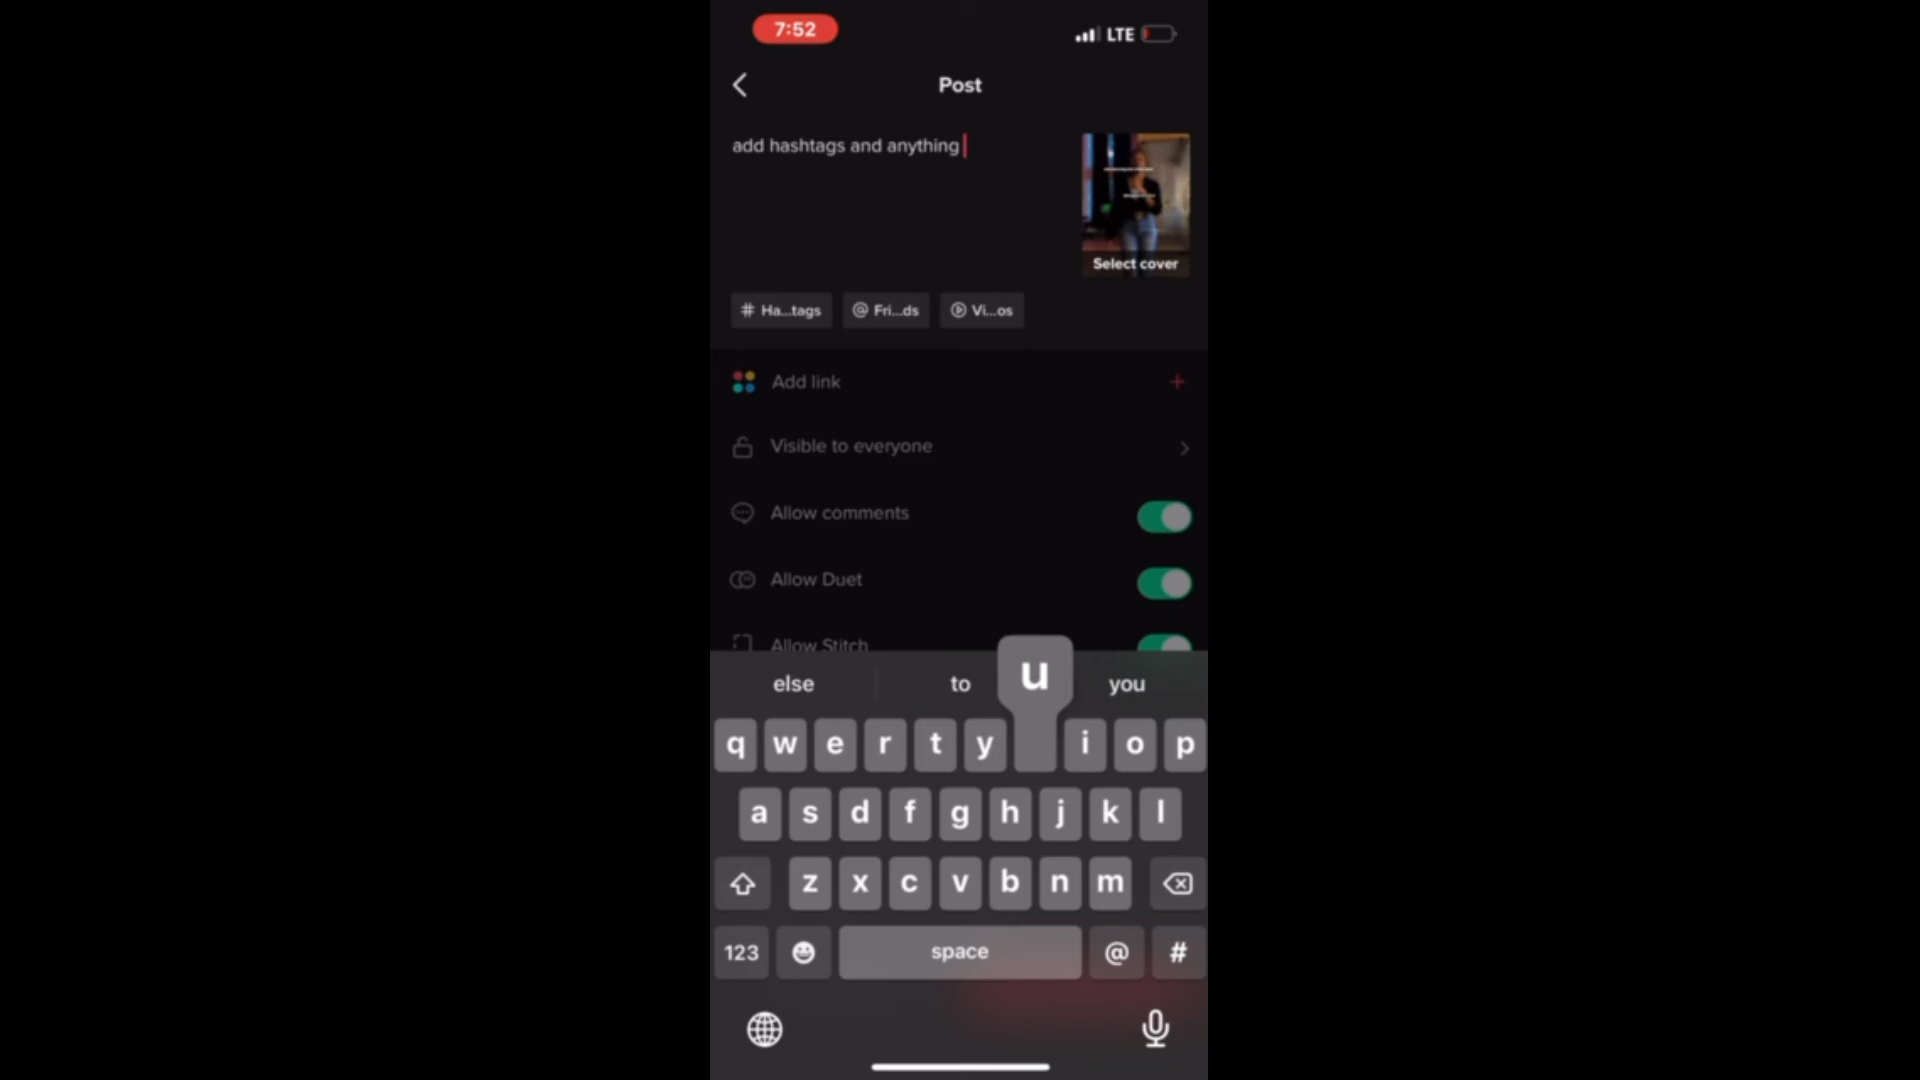 7:52
LTE
Post
add hashtags and anything
Select cover
# Ha...tags
@ Fri...ds
Vi...os
Add link
+
Visible to everyone
Allow comments
Allow Duet
Allow Stitch
else to you
u
q w e r t y i o p
a s d f g h j k l
z x c v b n m
123 space @ #